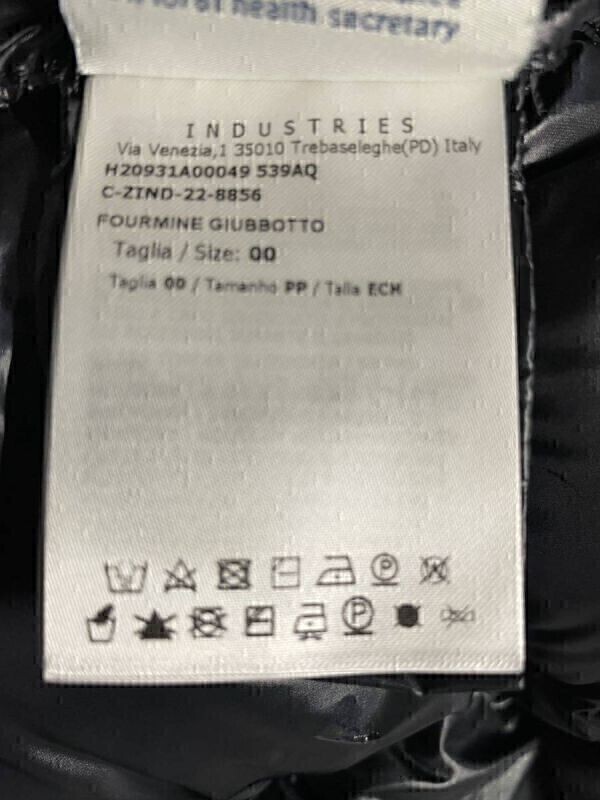 health secretary
INDUSTRIES
Via Venezia,1 35010 Trebaseleghe(PD) Italy
H20931A00049 539AQ
C-ZIND-22-8856
FOURMINE GIUBBOTTO
Taglia / Size: 00
Taglia 00 / Tamanho PP / Talla ECH